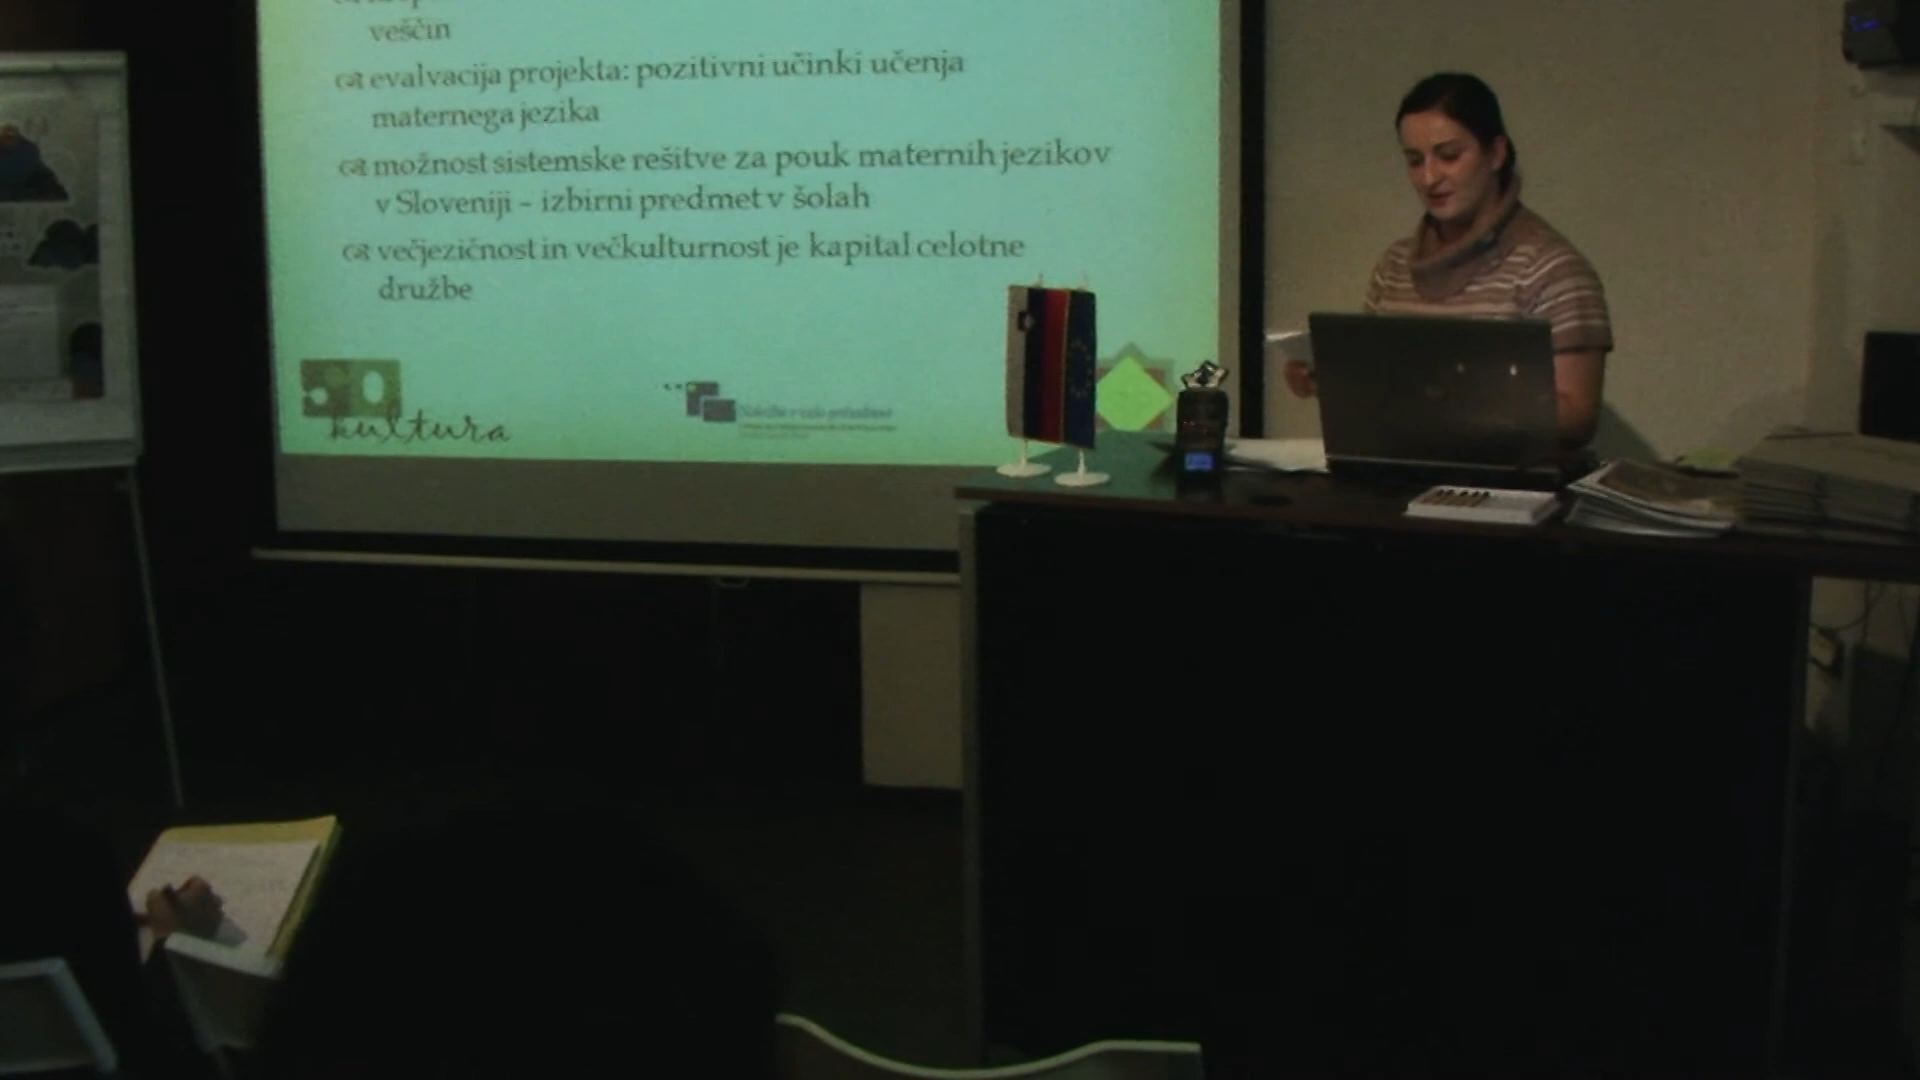 veščin
evalvacija projekta: pozitivni učinki učenja
maternega jezika
možnost sistemske rešitve za pouk maternih jezikov
v Sloveniji – izbirni predmet v šolah
večjezičnost in večkulturnost je kapital celotne
družbe
kultura